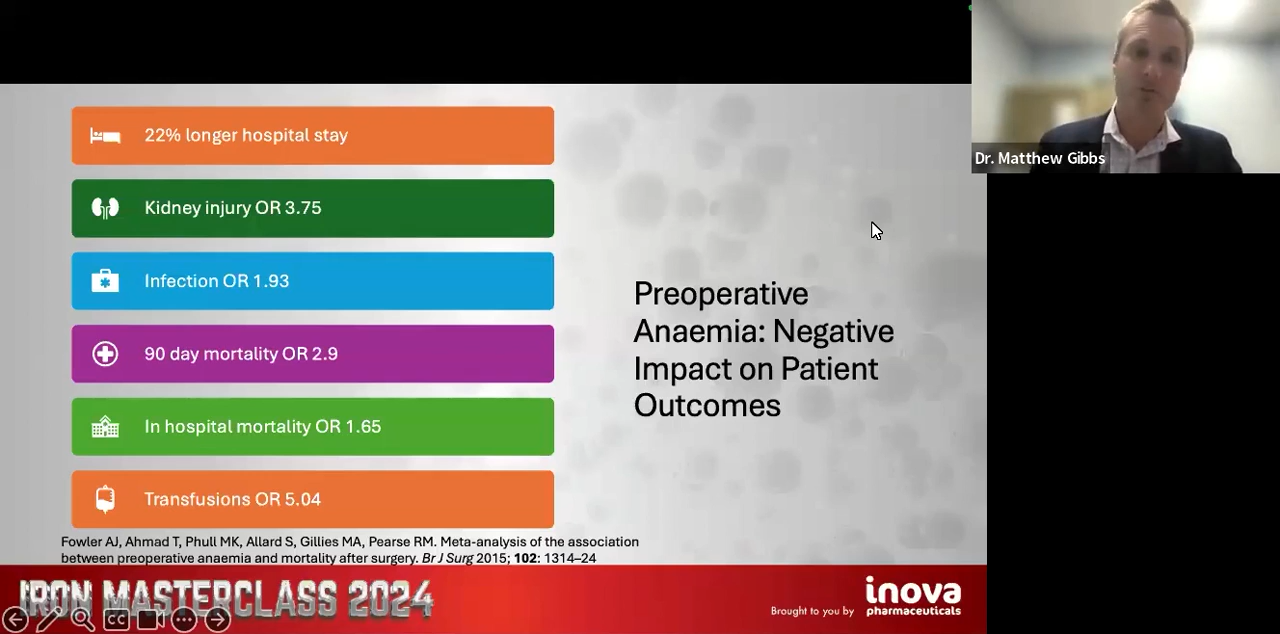 22% longer hospital stay
Kidney injury OR 3.75
Infection OR 1.93
90 day mortality OR 2.9
In hospital mortality OR 1.65
Transfusions OR 5.04
Preoperative
Anaemia: Negative
Impact on Patient
Outcomes
Fowler AJ, Ahmad T, Phull MK, Allard S, Gillies MA, Pearse RM. Meta-analysis of the association
between preoperative anaemia and mortality after surgery. Br J Surg 2015; 102: 1314–24
Dr. Matthew Gibbs
IRON MASTERCLASS 2024
Brought to you by
inova
pharmaceuticals
CC